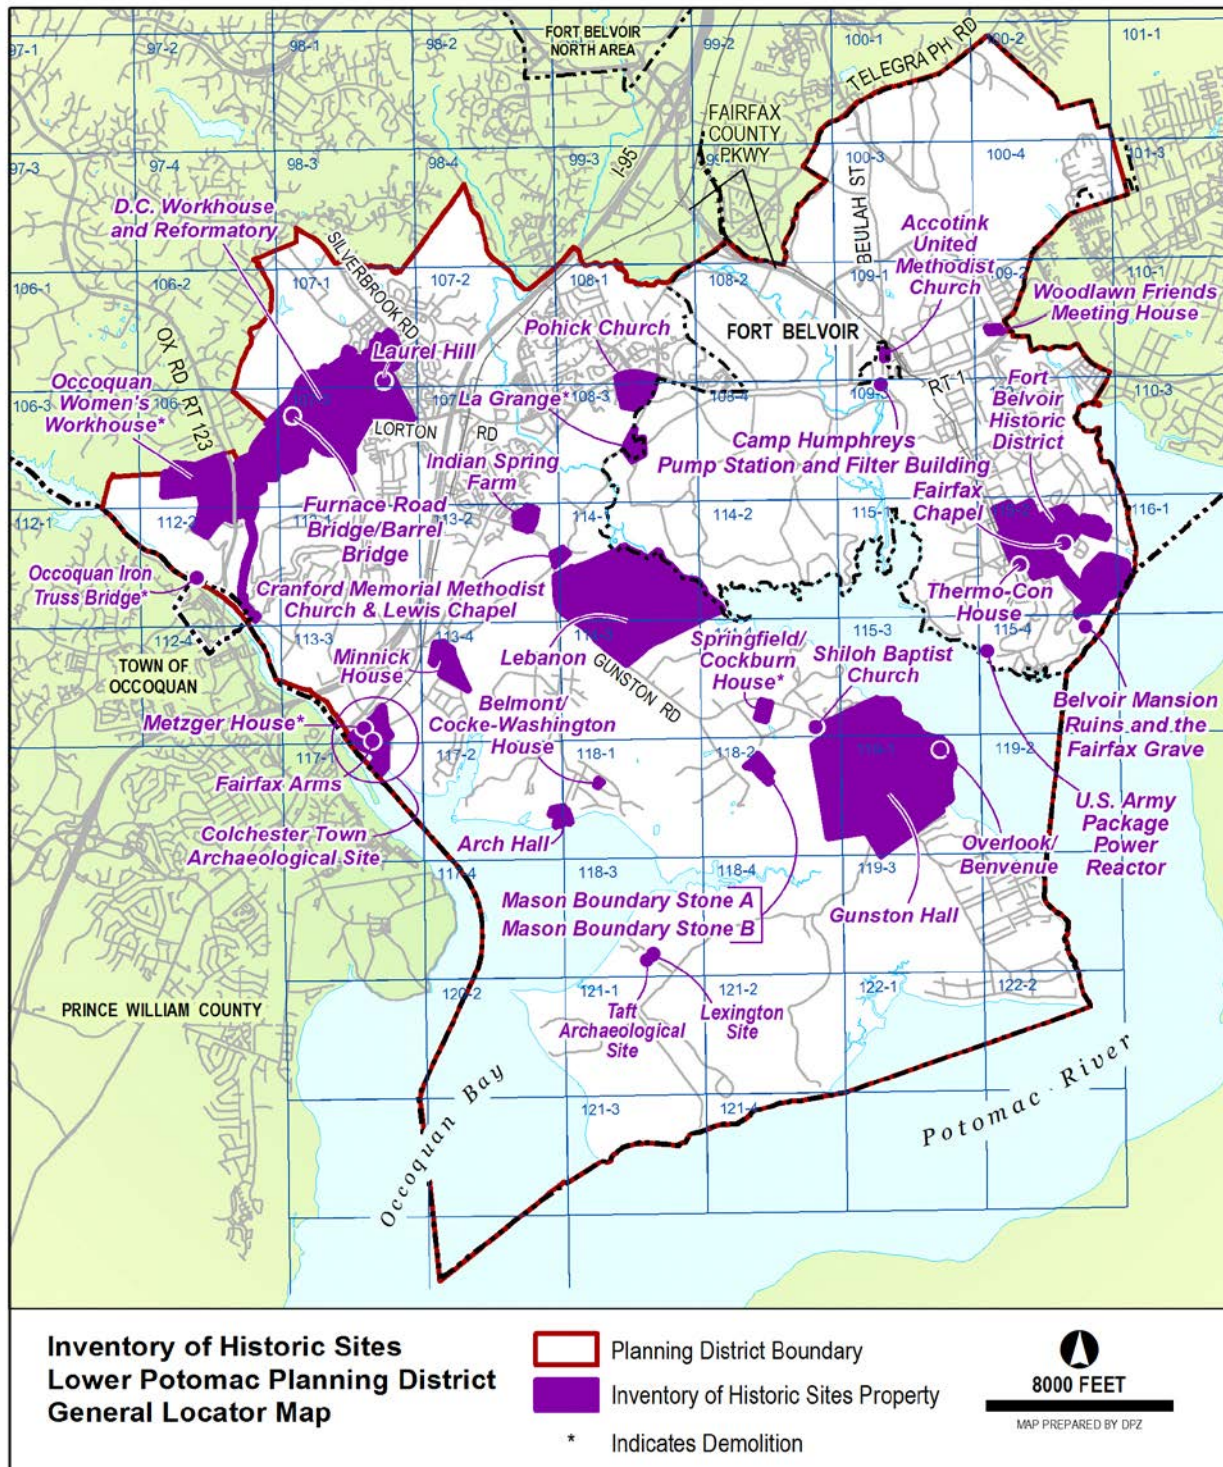 97-1
97-2
98-1
98-2
FORT BELVOIR
NORTH AREA
99-2
100-1
100-2
101-1
TELEGRAPH RD
FAIRFAX
COUNTY
PKWY
97-3
97-4
98-3
98-4
99-3
I-95
100-3
100-4
101-3
BEULAH ST
D.C. Workhouse
and Reformatory
SILVERBROOK RD
Accotink
United
Methodist
Church
106-1
106-2
107-1
107-2
108-1
108-2
109-1
109-2
110-1
Woodlawn Friends
Meeting House
OX RD RT 123
Pohick Church
FORT BELVOIR
Laurel Hill
Occoquan
Women's
Workhouse*
106-3
La Grange*
108-3
108-4
109-3
RT 1
110-3
Fort
Belvoir
Historic
District
LORTON RD
Camp Humphreys
Pump Station and Filter Building
Indian Spring
Farm
Fairfax
Chapel
Furnace Road
Bridge/Barrel
Bridge
112-1
112-2
114-1
114-2
115-1
115-2
116-1
Occoquan Iron
Truss Bridge*
Cranford Memorial Methodist
Church & Lewis Chapel
Thermo-Con
House
112-4
113-3
113-4
115-3
115-4
TOWN OF
OCCOQUAN
Minnick
House
Lebanon
GUNSTON RD
Springfield/
Cockburn
House*
Shiloh Baptist
Church
Belmont/
Cocke-Washington
House
Belvoir Mansion
Ruins and the
Fairfax Grave
Metzger House*
117-1
117-2
118-1
118-2
119-1
119-2
Fairfax Arms
Colchester Town
Archaeological Site
Arch Hall
U.S. Army
Package
Power
Reactor
Overlook/
Benvenue
117-4
118-3
118-4
119-3
Mason Boundary Stone A
Mason Boundary Stone B
Gunston Hall
PRINCE WILLIAM COUNTY
120-2
121-1
121-2
122-1
122-2
Taft
Archaeological
Site
Lexington
Site
121-3
121-4
Occoquan Bay
Potomac River
Inventory of Historic Sites
Lower Potomac Planning District
General Locator Map
Planning District Boundary
Inventory of Historic Sites Property
* Indicates Demolition
8000 FEET
MAP PREPARED BY DPZ